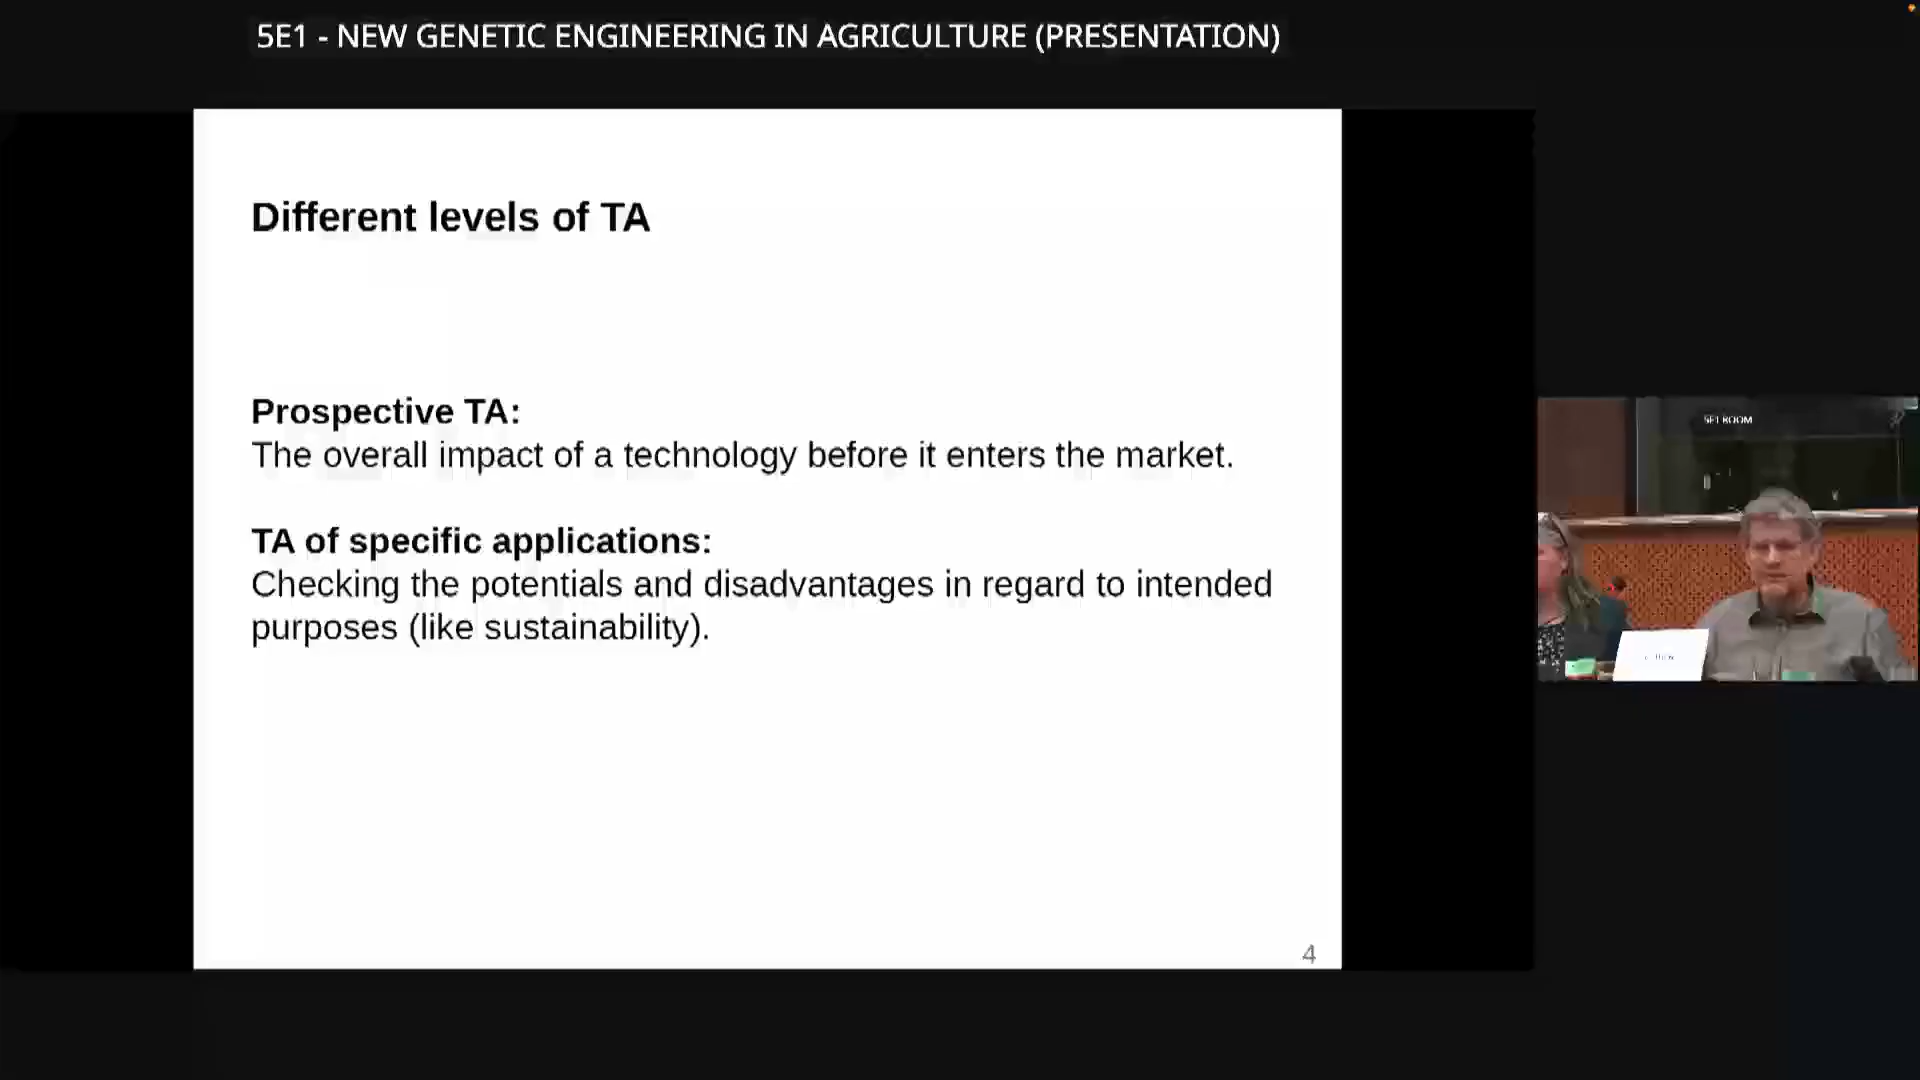 5E1 - NEW GENETIC ENGINEERING IN AGRICULTURE (PRESENTATION)
Different levels of TA
Prospective TA:
The overall impact of a technology before it enters the market.
TA of specific applications:
Checking the potentials and disadvantages in regard to intended
purposes (like sustainability).
4
5E1 ROOM